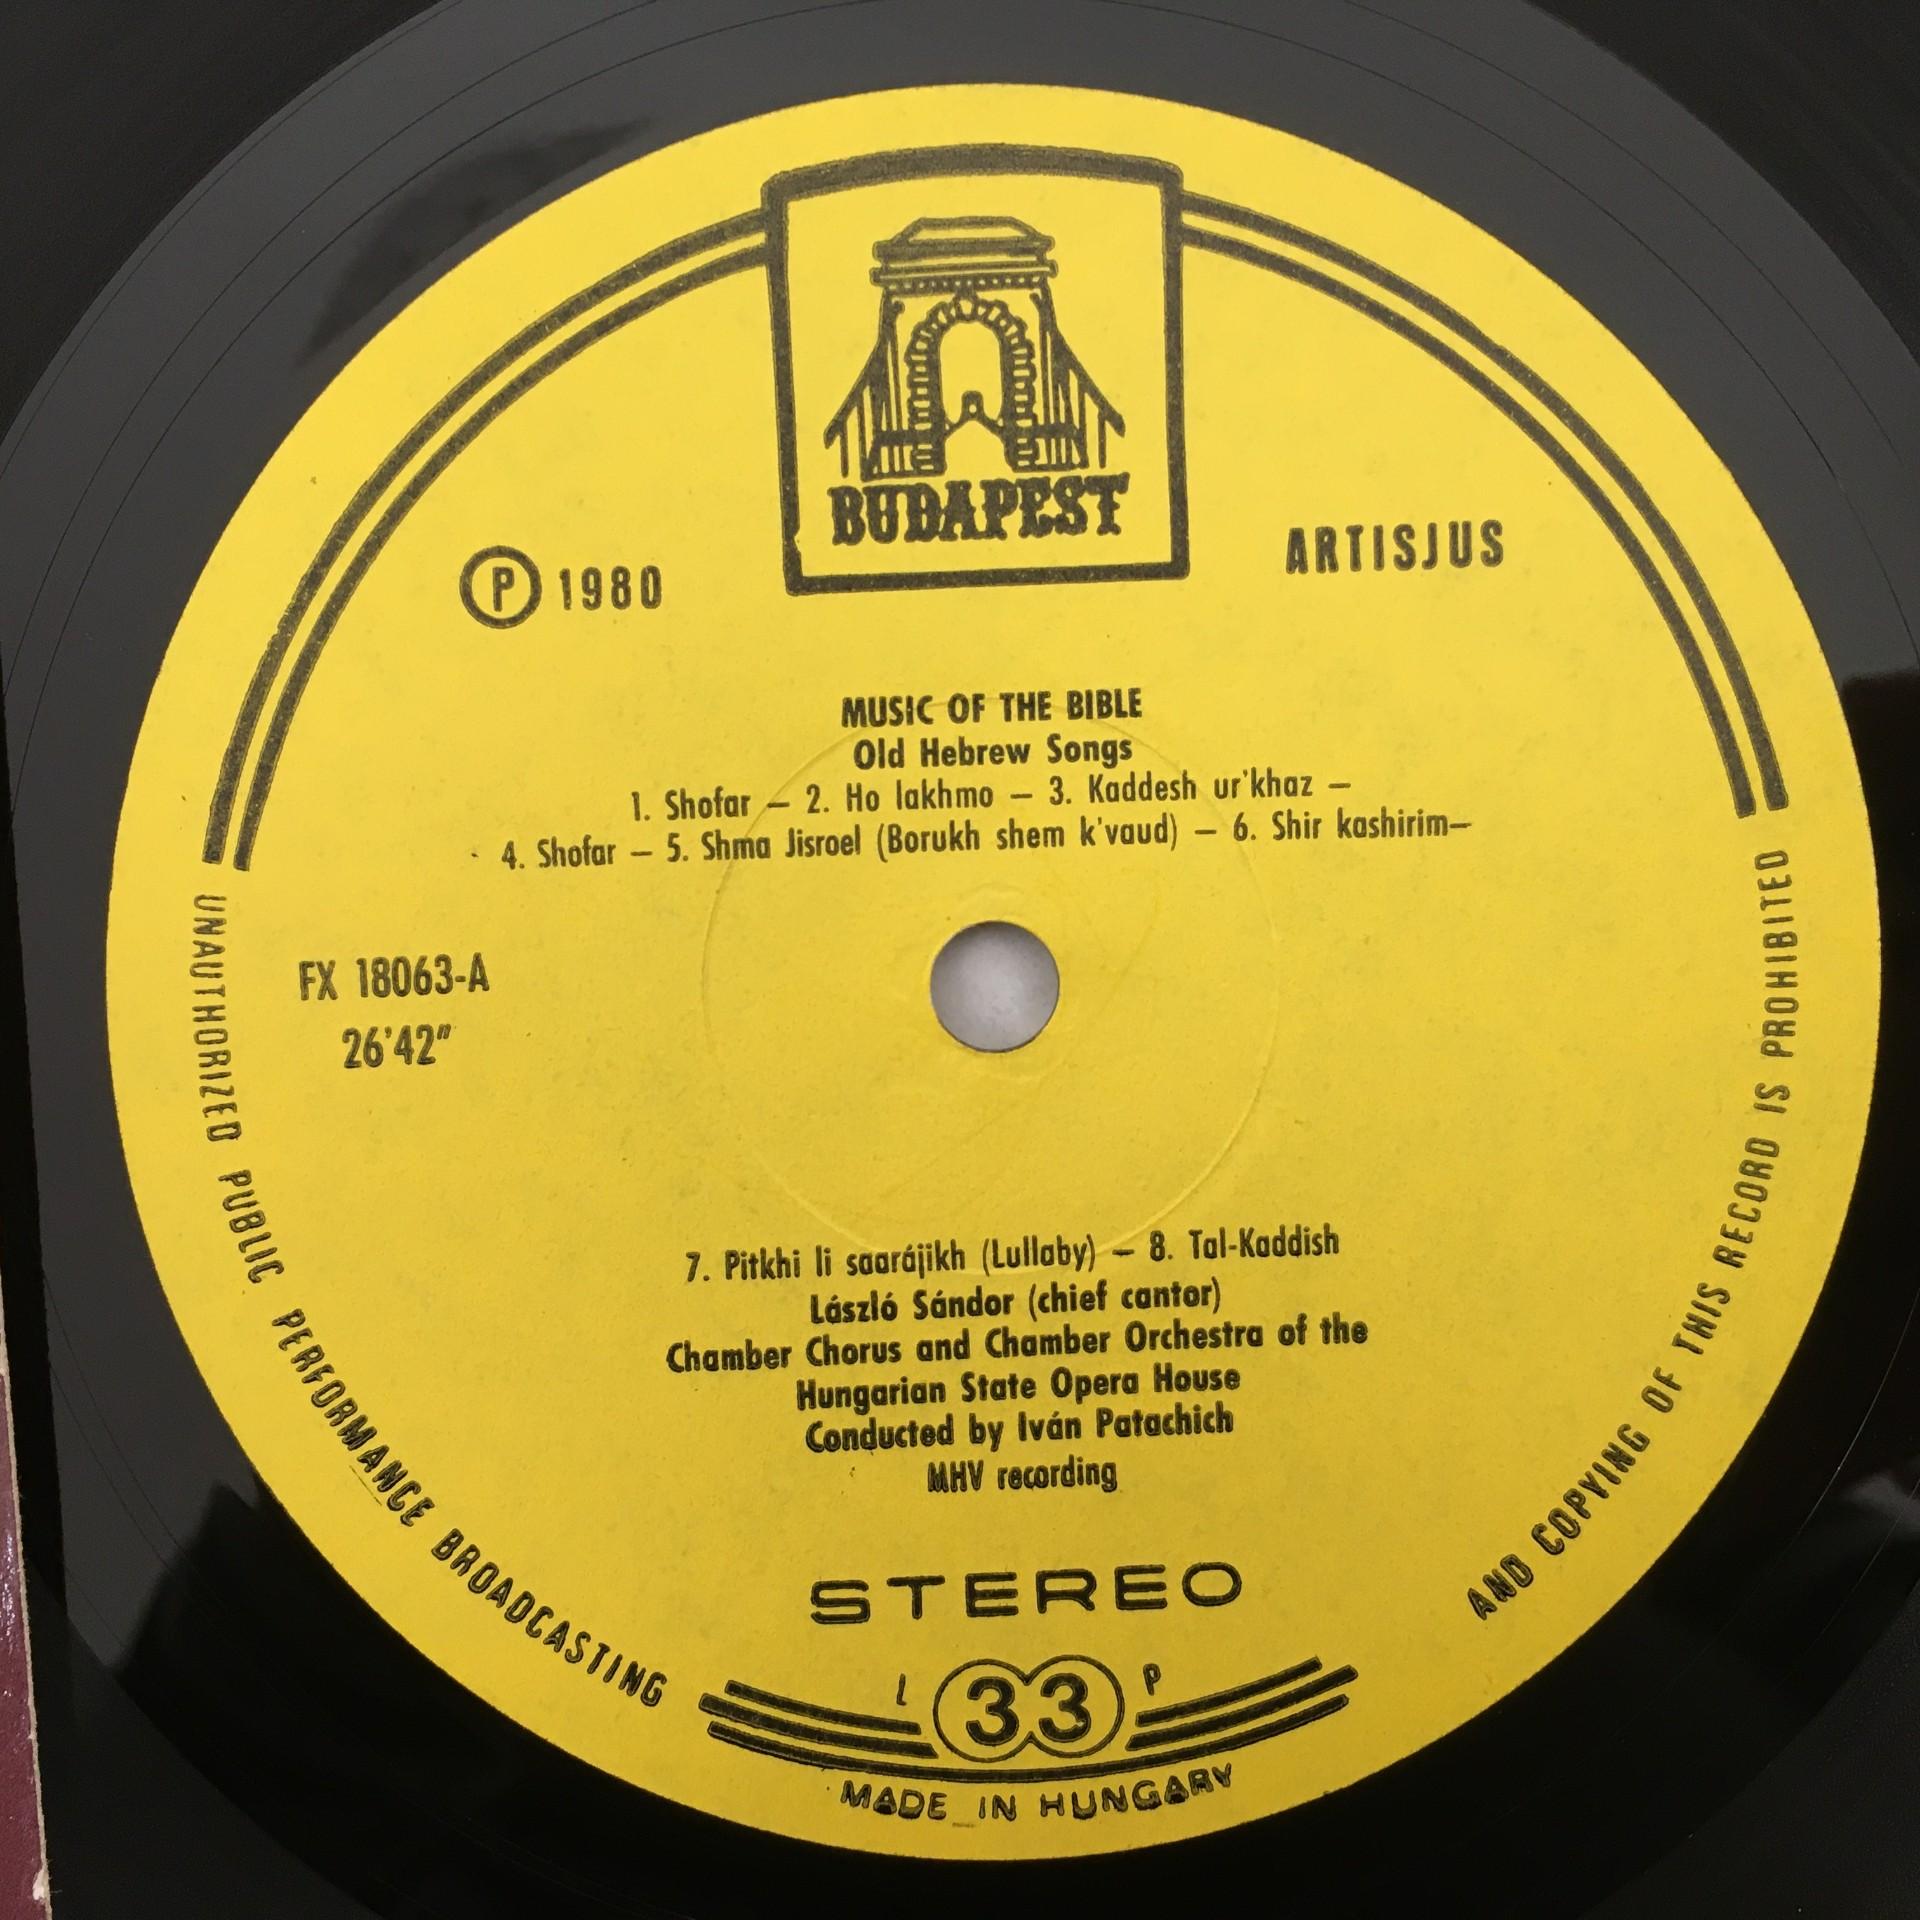 BUDAPEST
Ⓟ 1980
ARTISJUS
MUSIC OF THE BIBLE
Old Hebrew Songs
1. Shofar – 2. Ho lakhmo – 3. Kaddesh ur'khaz –
4. Shofar – 5. Shma Jisroel (Borukh shem k'vaud) – 6. Shir kashirim–
FX 18063-A
26'42"
7. Pitkhi li saarájikh (Lullaby) – 8. Tal-Kaddish
László Sándor (chief cantor)
Chamber Chorus and Chamber Orchestra of the
Hungarian State Opera House
Conducted by Iván Patachich
MHV recording
STEREO
L 33 P
MADE IN HUNGARY
UNAUTHORIZED PUBLIC PERFORMANCE BROADCASTING
AND COPYING OF THIS RECORD IS PROHIBITED